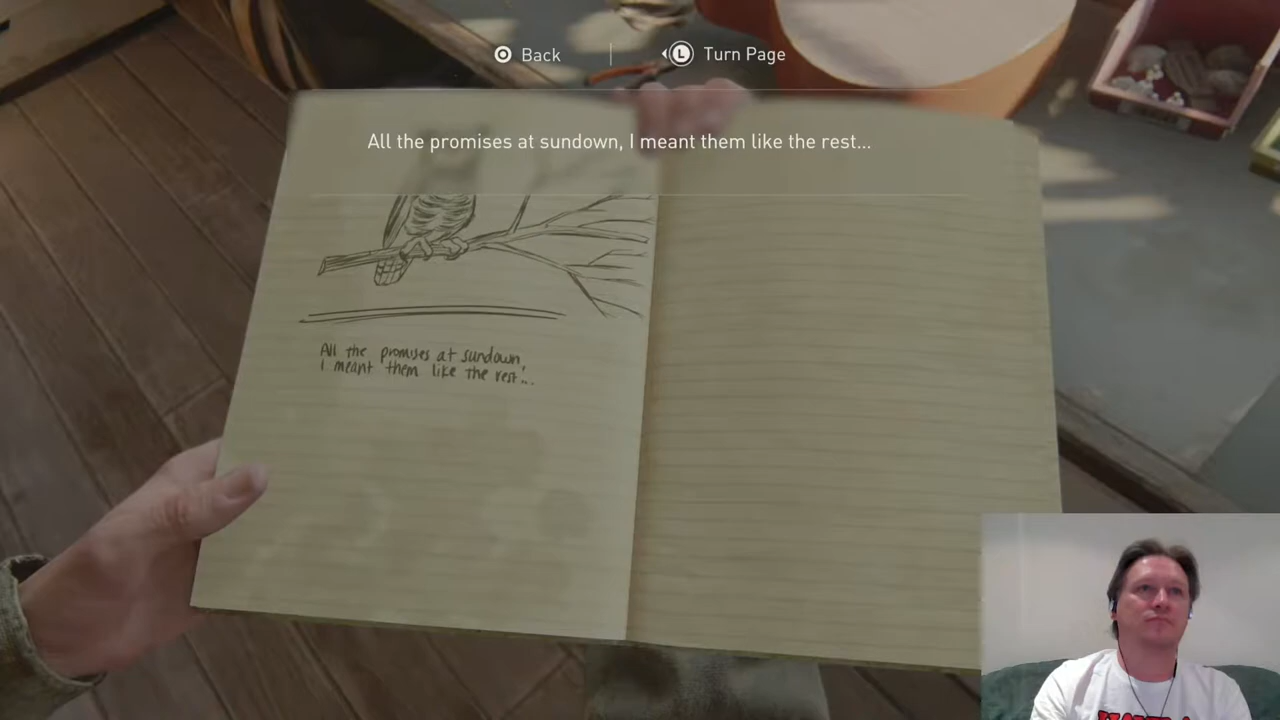 Back
L Turn Page
All the promises at sundown, I meant them like the rest...
All the promises at sundown,
I meant them like the rest...